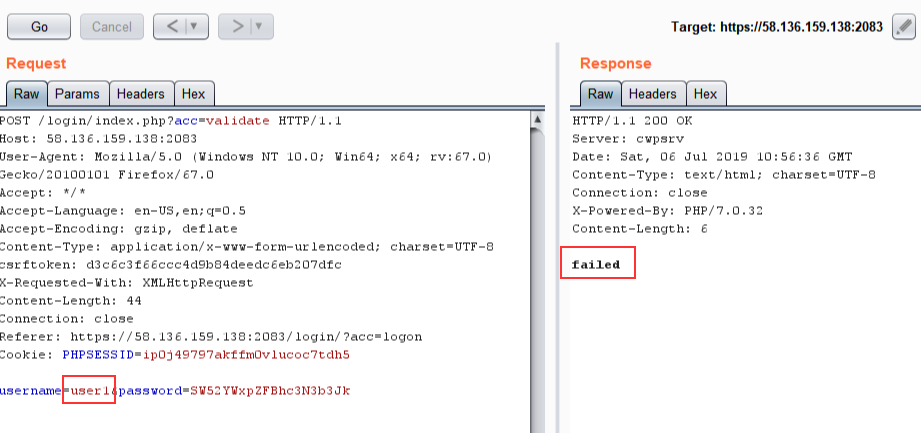 Go Cancel < ▼ > ▼ Target: https://58.136.159.138:2083
Request
Raw Params Headers Hex
POST /login/index.php?acc=validate HTTP/1.1
Host: 58.136.159.138:2083
User-Agent: Mozilla/5.0 (Windows NT 10.0; Win64; x64; rv:67.0)
Gecko/20100101 Firefox/67.0
Accept: */*
Accept-Language: en-US,en;q=0.5
Accept-Encoding: gzip, deflate
Content-Type: application/x-www-form-urlencoded; charset=UTF-8
csrftoken: d3c6c3f66ccc4d9b84deedc6eb207dfc
X-Requested-With: XMLHttpRequest
Content-Length: 44
Connection: close
Referer: https://58.136.159.138:2083/login/?acc=logon
Cookie: PHPSESSID=ip0j49797akffm0vlucoc7tdh5
username=user1&password=SW52YWxpZFBhc3N3b3Jk
Response
Raw Headers Hex
HTTP/1.1 200 OK
Server: cwpsrv
Date: Sat, 06 Jul 2019 10:56:36 GMT
Content-Type: text/html; charset=UTF-8
Connection: close
X-Powered-By: PHP/7.0.32
Content-Length: 6
failed